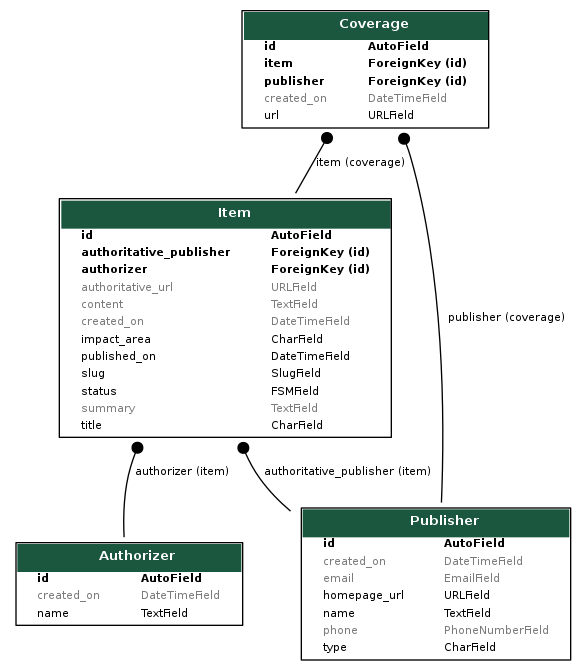 Coverage
id AutoField
item ForeignKey (id)
publisher ForeignKey (id)
created_on DateTimeField
url URLField
item (coverage)
Item
id AutoField
authoritative_publisher ForeignKey (id)
authorizer ForeignKey (id)
authoritative_url URLField
content TextField
created_on DateTimeField
impact_area CharField
published_on DateTimeField
slug SlugField
status FSMField
summary TextField
title CharField
publisher (coverage)
authorizer (item)
authoritative_publisher (item)
Authorizer
id AutoField
created_on DateTimeField
name TextField
Publisher
id AutoField
created_on DateTimeField
email EmailField
homepage_url URLField
name TextField
phone PhoneNumberField
type CharField